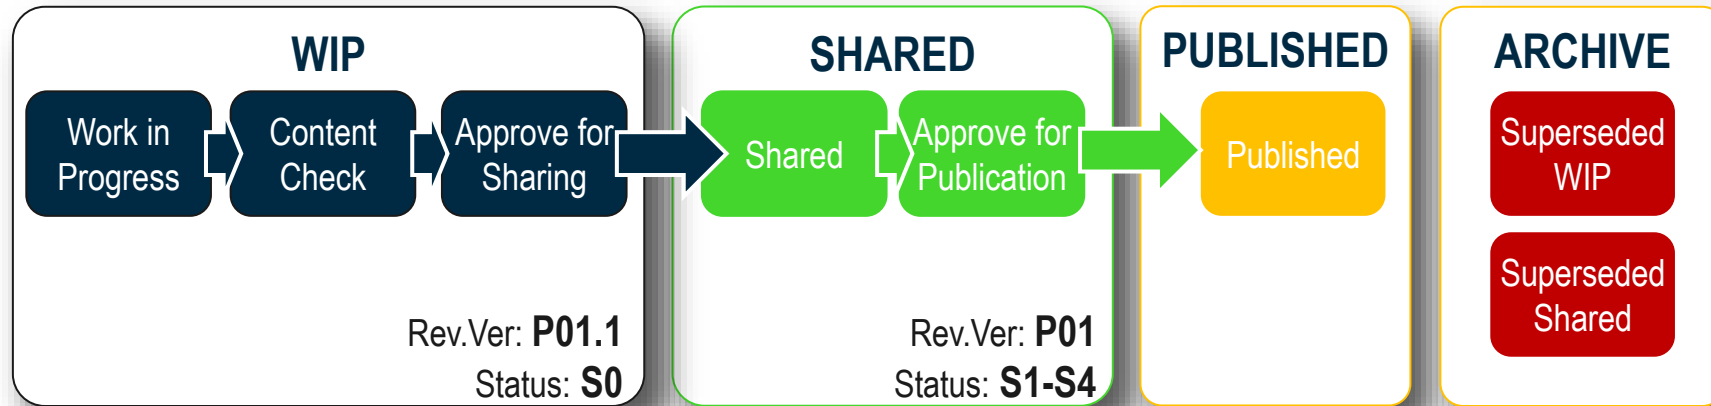 WIP
Work in
Progress
Content
Check
Approve for
Sharing
Rev.Ver: P01.1
Status: S0
SHARED
Shared
Approve for
Publication
Rev.Ver: P01
Status: S1-S4
PUBLISHED
Published
ARCHIVE
Superseded
WIP
Superseded
Shared